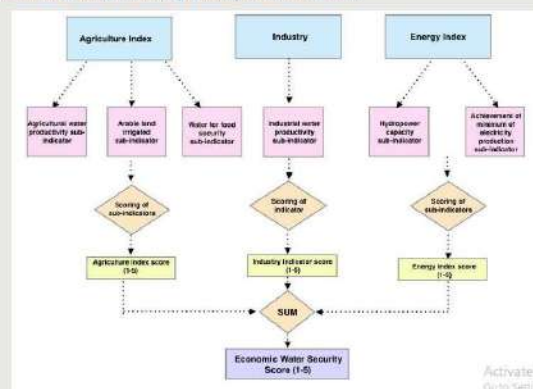 Agriculture Index
Industry
Energy Index
Agricultural water
productivity sub-
indicator
Arable land
irrigated
sub-indicator
Water for food
security
sub-indicator
Industrial water
productivity
sub-indicator
Hydropower
capacity
sub-indicator
Achievement of
minimum of
electricity
production
sub-indicator
Scoring of
sub-indicators
Scoring of
indicator
Scoring of
sub-indicators
Agriculture index score
(1-5)
Industry Indicator score
(1-5)
Energy index score
(1-5)
SUM
Economic Water Security
Score (1-5)
Activate
Go to Setti